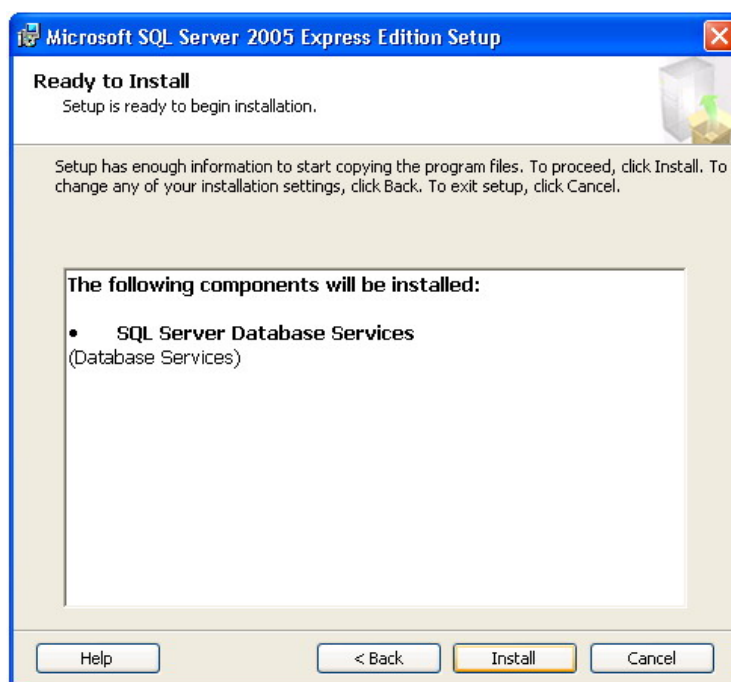 Microsoft SQL Server 2005 Express Edition Setup
Ready to Install
Setup is ready to begin installation.
Setup has enough information to start copying the program files. To proceed, click Install. To
change any of your installation settings, click Back. To exit setup, click Cancel.
The following components will be installed:
• SQL Server Database Services
(Database Services)
Help
< Back
Install
Cancel